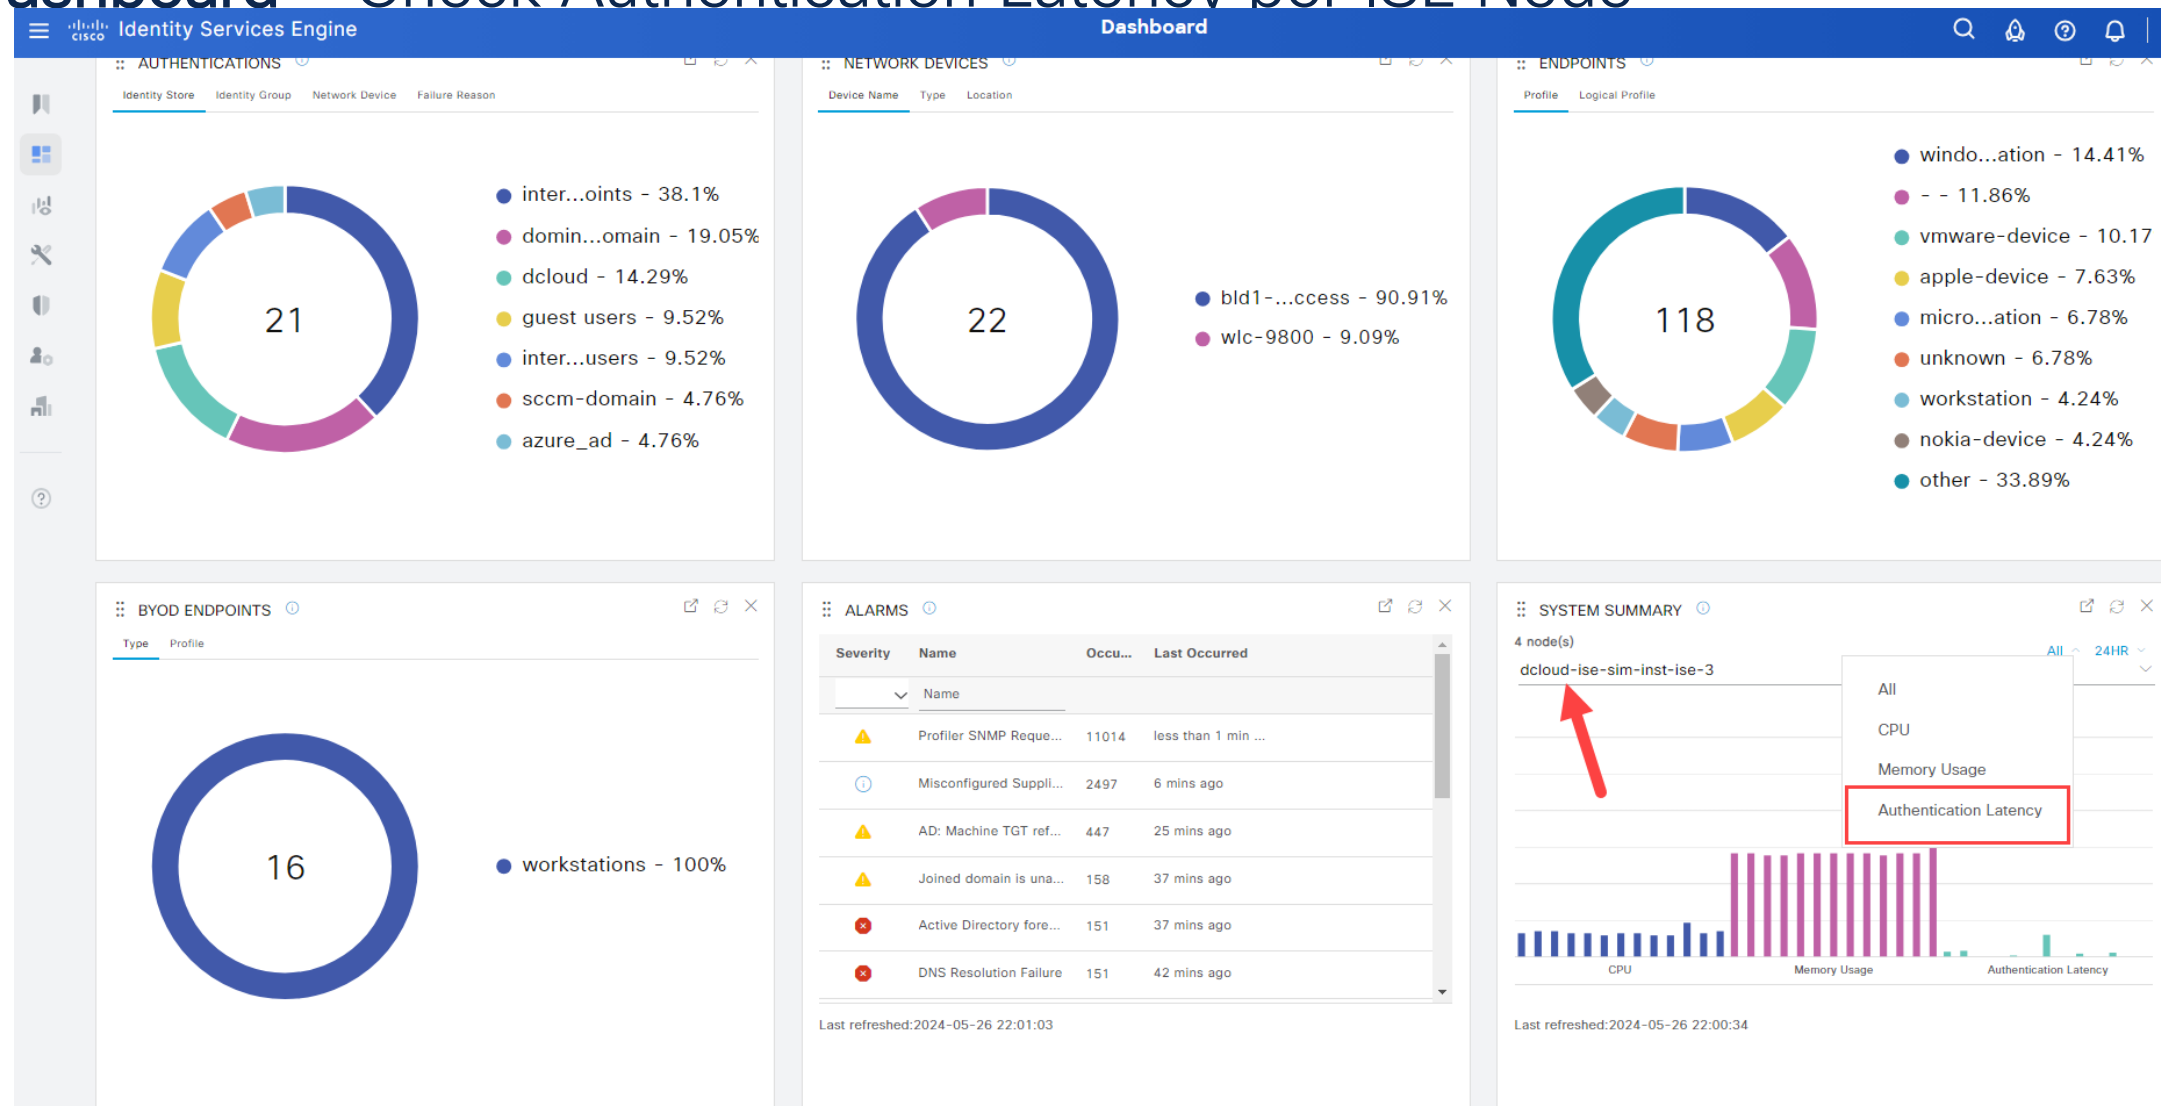 Dashboard – Check Authentication Latency per ISE Node
cisco Identity Services Engine
Dashboard
AUTHENTICATIONS
Identity Store Identity Group Network Device Failure Reason
21
inter...oints - 38.1%
domin...omain - 19.05%
dcloud - 14.29%
guest users - 9.52%
inter...users - 9.52%
sccm-domain - 4.76%
azure_ad - 4.76%
NETWORK DEVICES
Device Name Type Location
22
bld1-...ccess - 90.91%
wlc-9800 - 9.09%
ENDPOINTS
Profile Logical Profile
118
windo...ation - 14.41%
- - 11.86%
vmware-device - 10.17
apple-device - 7.63%
micro...ation - 6.78%
unknown - 6.78%
workstation - 4.24%
nokia-device - 4.24%
other - 33.89%
BYOD ENDPOINTS
Type Profile
16
workstations - 100%
ALARMS
Severity Name Occu... Last Occurred
Name
Profiler SNMP Reque... 11014 less than 1 min ...
Misconfigured Suppli... 2497 6 mins ago
AD: Machine TGT ref... 447 25 mins ago
Joined domain is una... 158 37 mins ago
Active Directory fore... 151 37 mins ago
DNS Resolution Failure 151 42 mins ago
Last refreshed:2024-05-26 22:01:03
SYSTEM SUMMARY
4 node(s)
All 24HR
dcloud-ise-sim-inst-ise-3
All
CPU
Memory Usage
Authentication Latency
CPU Memory Usage Authentication Latency
Last refreshed:2024-05-26 22:00:34